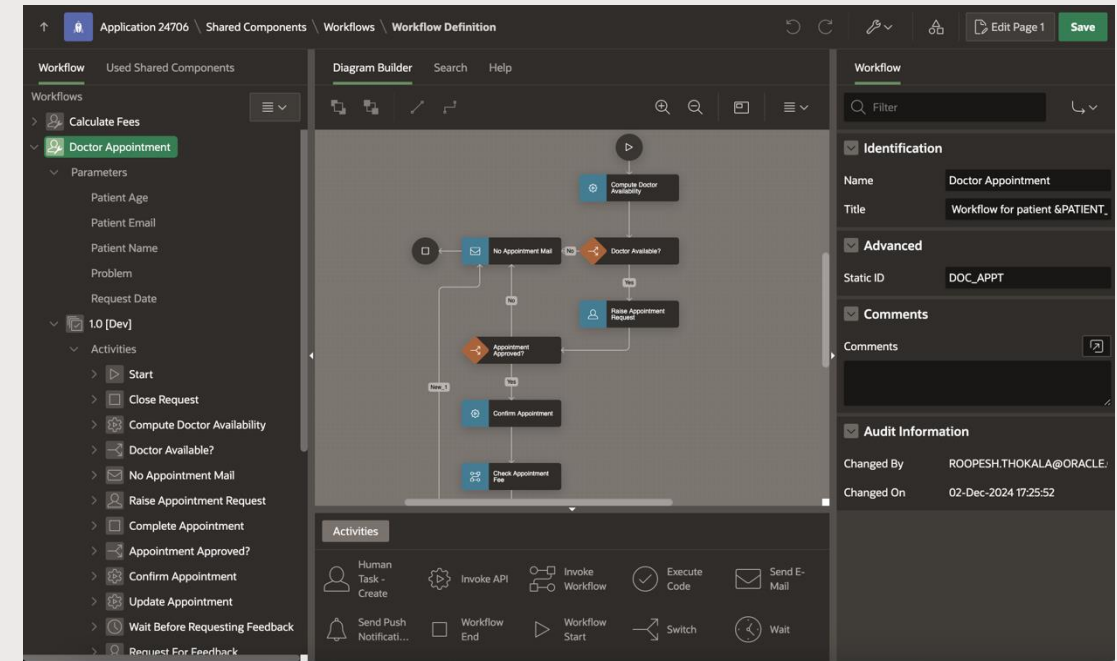 Application 24706 \ Shared Components \ Workflows \ Workflow Definition
Edit Page 1
Save
Workflow
Used Shared Components
Workflows
Calculate Fees
Doctor Appointment
Parameters
Patient Age
Patient Email
Patient Name
Problem
Request Date
1.0 [Dev]
Activities
Start
Close Request
Compute Doctor Availability
Doctor Available?
No Appointment Mail
Raise Appointment Request
Complete Appointment
Appointment Approved?
Confirm Appointment
Update Appointment
Wait Before Requesting Feedback
Request For Feedback
Diagram Builder
Search
Help
Compute Doctor
Availability
No Appointment Mail
No
Doctor Available?
Yes
No
Raise Appointment
Request
Appointment
Approved?
New_1
Yes
Confirm Appointment
Check Appointment
Fee
Activities
Human
Task -
Create
Invoke API
Invoke
Workflow
Execute
Code
Send E-
Mail
Send Push
Notificati...
Workflow
End
Workflow
Start
Switch
Wait
Workflow
Filter
Identification
Name
Doctor Appointment
Title
Workflow for patient &PATIENT_
Advanced
Static ID
DOC_APPT
Comments
Comments
Audit Information
Changed By
ROOPESH.THOKALA@ORACLE.
Changed On
02-Dec-2024 17:25:52